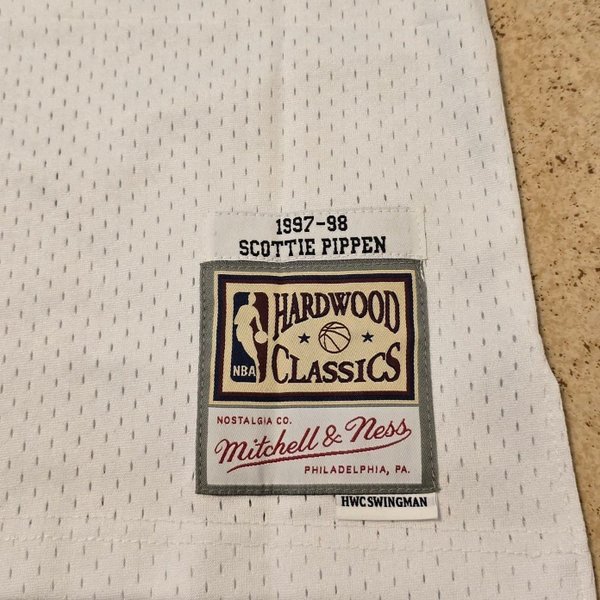 1997-98
SCOTTIE PIPPEN
HARDWOOD
NBA
CLASSICS
NOSTALGIA CO.
Mitchell & Ness
PHILADELPHIA, PA.
HWCSWINGMAN